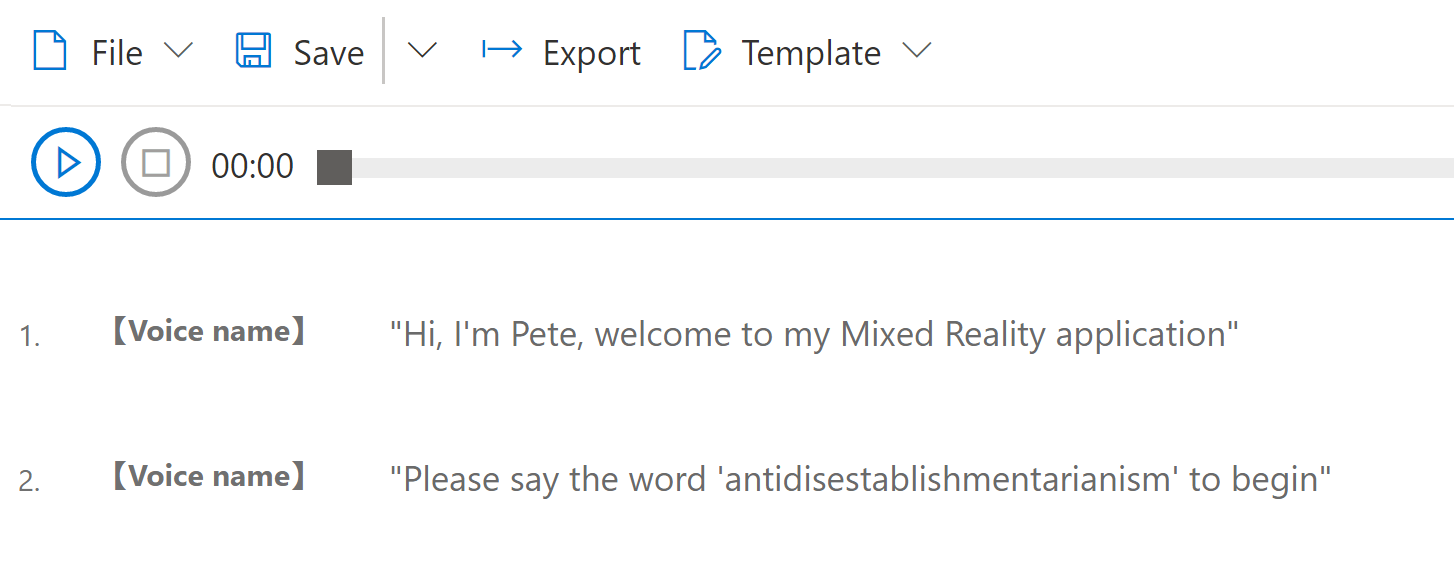 File Save Export Template
00:00
1. 【Voice name】 "Hi, I'm Pete, welcome to my Mixed Reality application"
2. 【Voice name】 "Please say the word 'antidisestablishmentarianism' to begin"